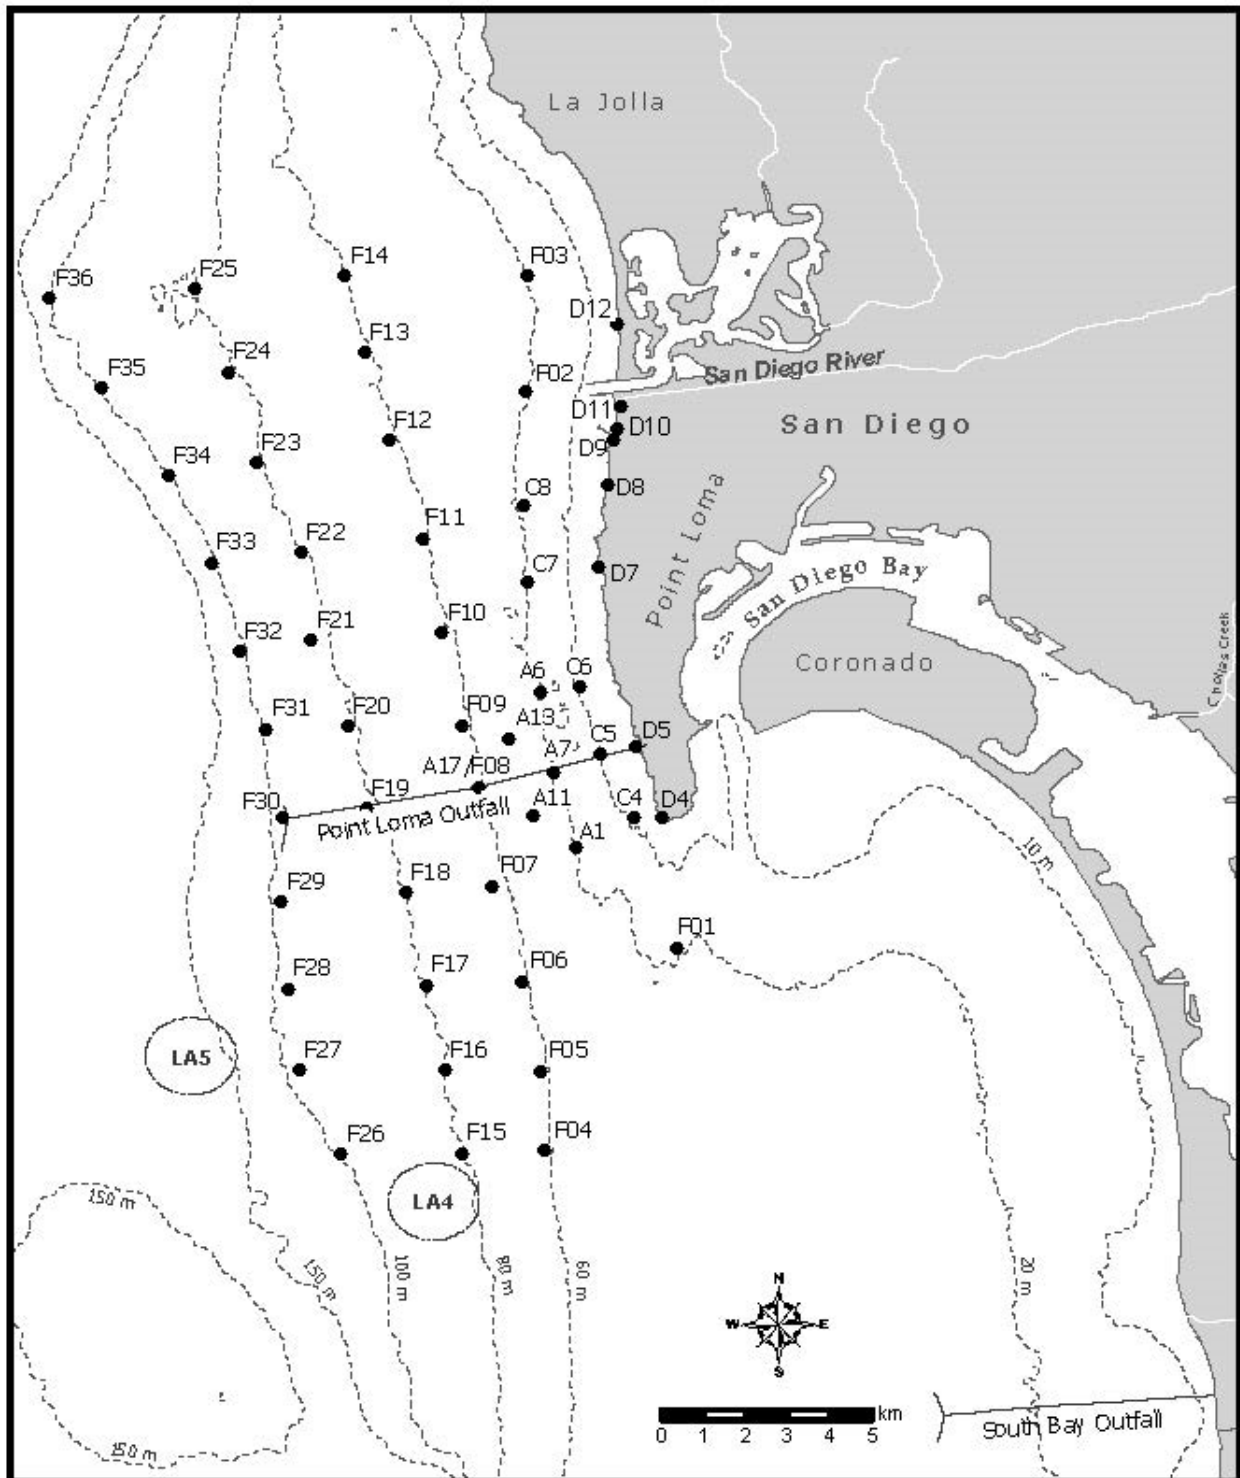 La Jolla
F36
F25
F14
F03
D12
F13
F35
F24
F02
San Diego River
D11
D10
San Diego
F12
D9
F34
F23
C8
D8
F33
F22
F11
C7
D7
Point Loma
San Diego Bay
F32
F21
F10
A6
C6
Coronado
Chollas Creek
F31
F20
F09
A13
C5
D5
A7
A17/F08
F30
F19
Point Loma Outfall
A11
C4
D4
A1
10 m
F29
F18
F07
F01
F28
F17
F06
LA5
F27
F16
F05
F26
F15
F04
LA4
150 m
150 m
100 m
80 m
60 m
20 m
N
W
E
S
km
0 1 2 3 4 5
South Bay Outfall
150 m